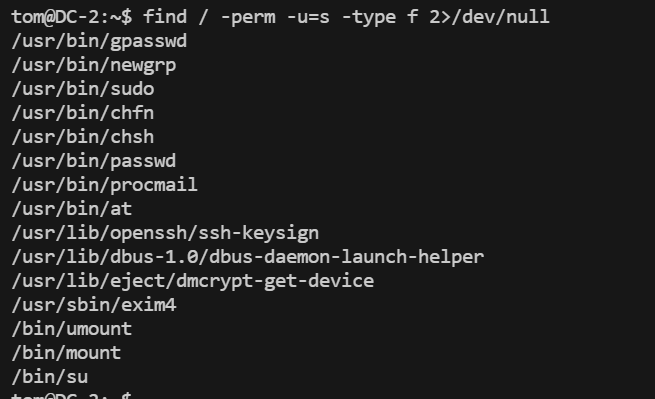 tom@DC-2:~$ find / -perm -u=s -type f 2>/dev/null
/usr/bin/gpasswd
/usr/bin/newgrp
/usr/bin/sudo
/usr/bin/chfn
/usr/bin/chsh
/usr/bin/passwd
/usr/bin/procmail
/usr/bin/at
/usr/lib/openssh/ssh-keysign
/usr/lib/dbus-1.0/dbus-daemon-launch-helper
/usr/lib/eject/dmcrypt-get-device
/usr/sbin/exim4
/bin/umount
/bin/mount
/bin/su
tom@DC-2:~$